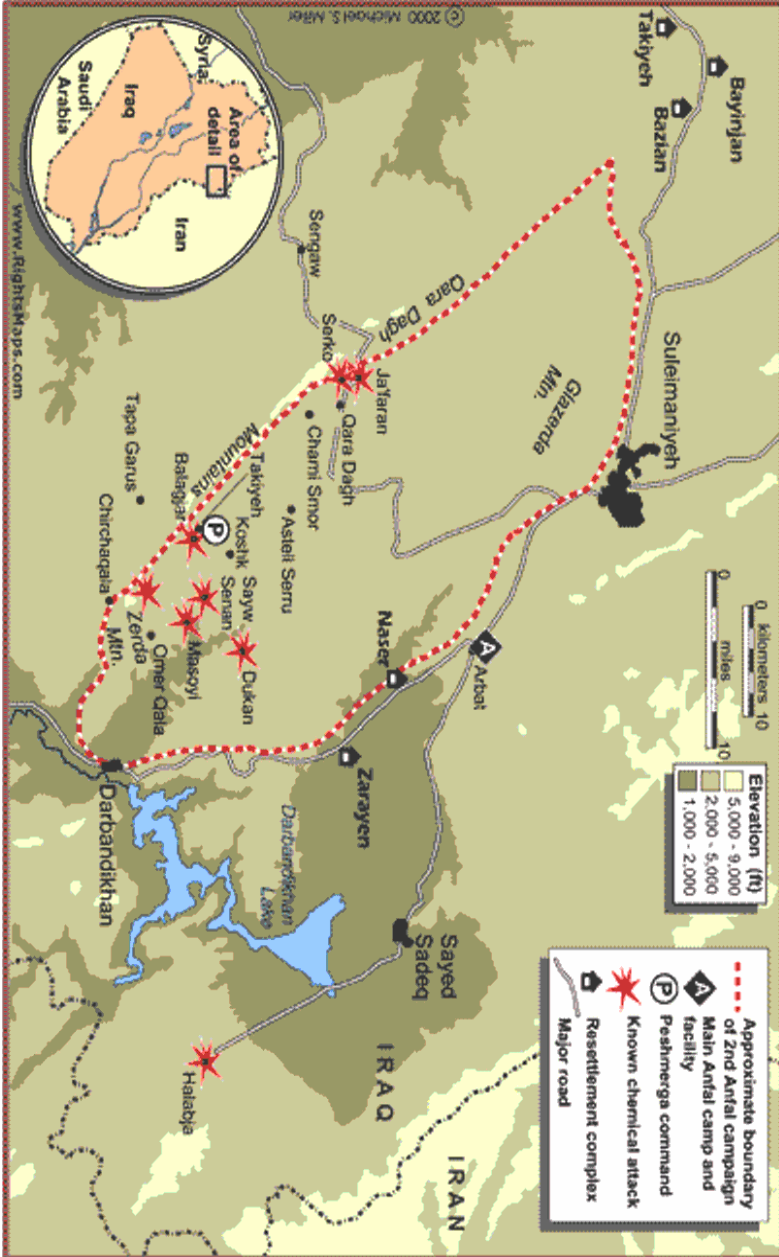 Bayinjan
Takiyeh
Bazian
Suleimaniyeh
0 kilometers 10
0 miles 10
Elevation (ft)
5,000 - 9,000
2,000 - 5,000
1,000 - 2,000
Approximate boundary
of 2nd Anfal campaign
Main Anfal camp and
facility
Peshmerga command
Known chemical attack
Resettlement complex
Major road
A
P
Glazerda
Mtn.
Qara Dagh
Mountains
Ja'faran
Serko
Sengaw
Qara Dagh
Chami Smor
Asteli Serru
Takiyeh
Balagjar
P
Koshk
Sayw
Senan
Dukan
Masoyi
Omer Qala
Zerda
Mtn.
Tapa Garus
Chirchaqala
A
Arbat
Naser
Zarayen
Darbandikhan
Darbandikhan
Lake
Sayed
Sadeq
Halabja
IRAQ
IRAN
Syria
Iraq
Saudi
Arabia
Area of
detail
Iran
© 2000 Michael S. Miller
www.RightsMaps.com